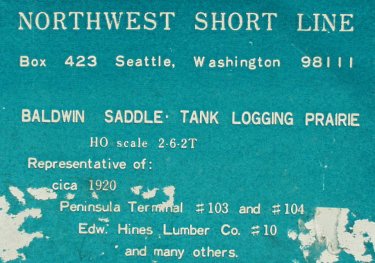 NORTHWEST SHORT LINE
Box 423 Seattle, Washington 98111
BALDWIN SADDLE· TANK LOGGING PRAIRIE
HO scale 2-6-2T
Representative of:
cica 1920
Peninsula Terminal #103 and #104
Edw. Hines Lumber Co. #10
and many others.